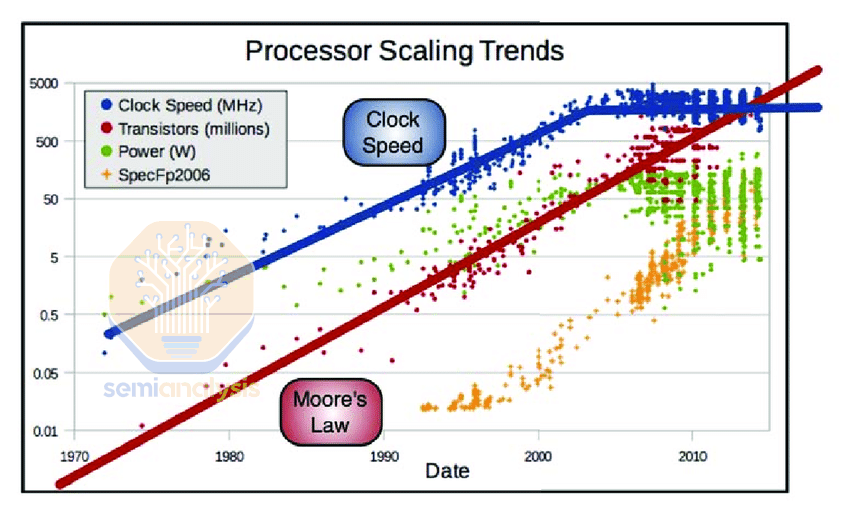 Processor Scaling Trends
5000
500
50
5
0.5
0.05
0.01
Clock Speed (MHz)
Transistors (millions)
Power (W)
SpecFp2006
Clock
Speed
semianalysis
Moore's
Law
1970
1980
1990
2000
2010
Date